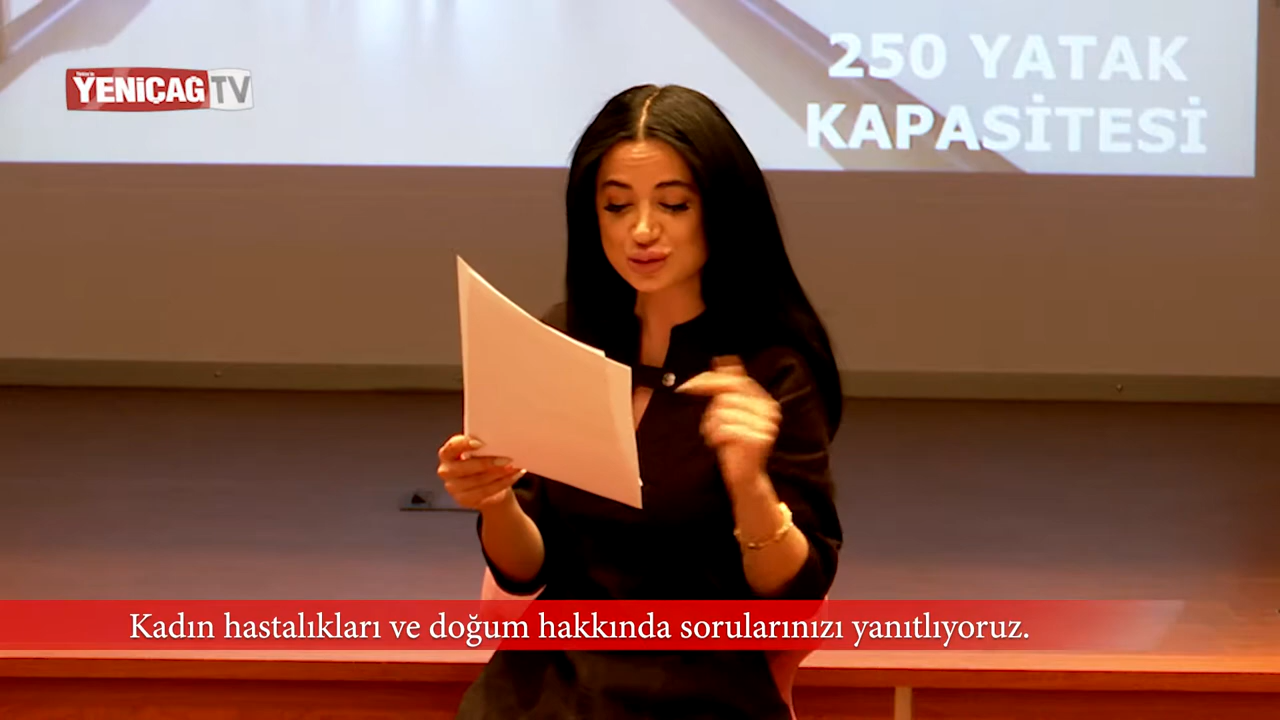 YENİÇAĞ TV
250 YATAK
KAPASİTESİ
Kadın hastalıkları ve doğum hakkında sorularınızı yanıtlıyoruz.